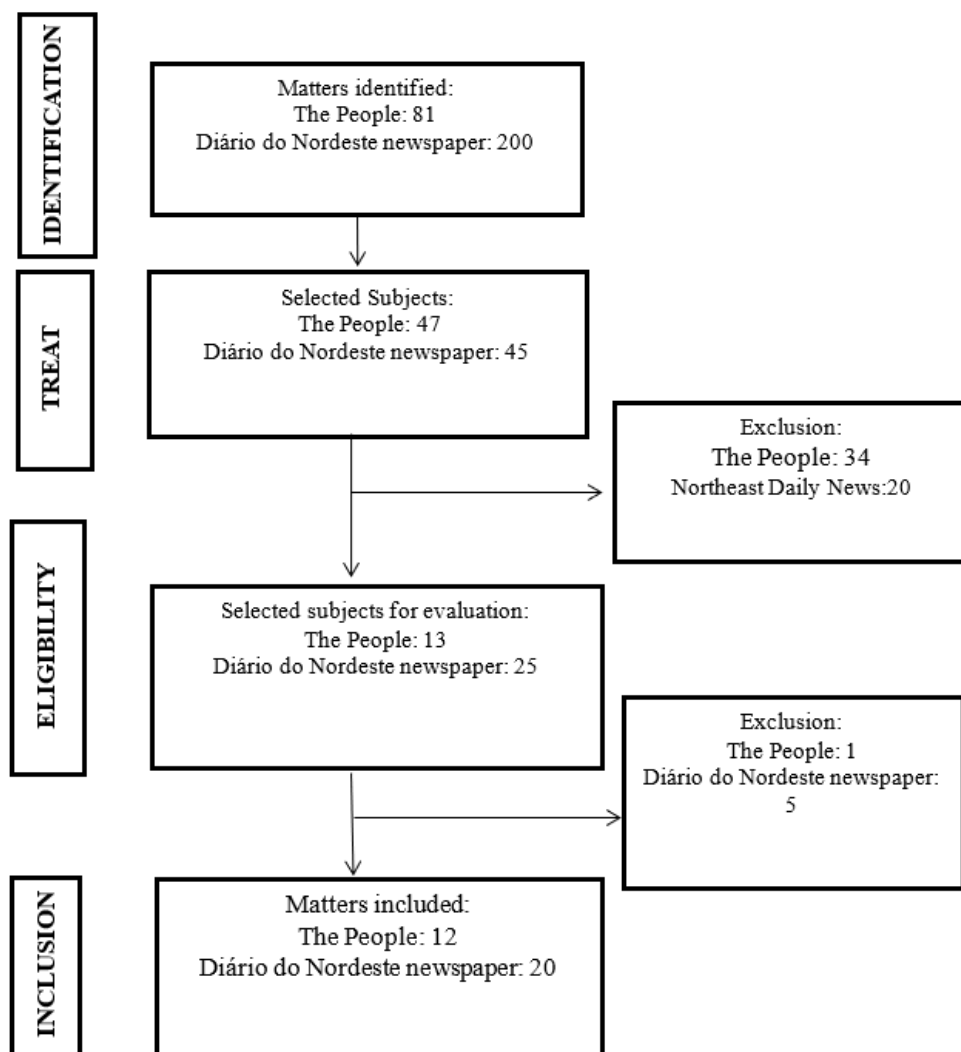 IDENTIFICATION
Matters identified:
The People: 81
Diário do Nordeste newspaper: 200
TREAT
Selected Subjects:
The People: 47
Diário do Nordeste newspaper: 45
Exclusion:
The People: 34
Northeast Daily News:20
ELIGIBILITY
Selected subjects for evaluation:
The People: 13
Diário do Nordeste newspaper: 25
Exclusion:
The People: 1
Diário do Nordeste newspaper:
5
INCLUSION
Matters included:
The People: 12
Diário do Nordeste newspaper: 20